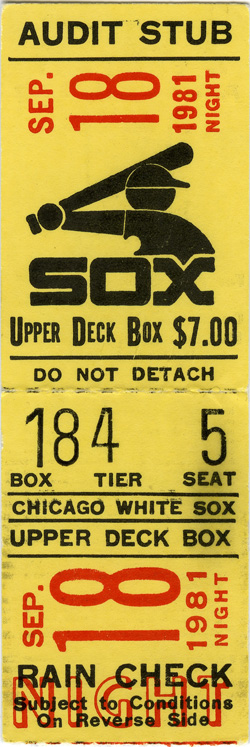 AUDIT STUB
SEP. 18 1981 NIGHT
SOX
UPPER DECK BOX $7.00
DO NOT DETACH
184 5
BOX TIER SEAT
CHICAGO WHITE SOX
UPPER DECK BOX
SEP. 18 1981 NIGHT
RAIN CHECK
NIGHT
Subject to Conditions
On Reverse Side